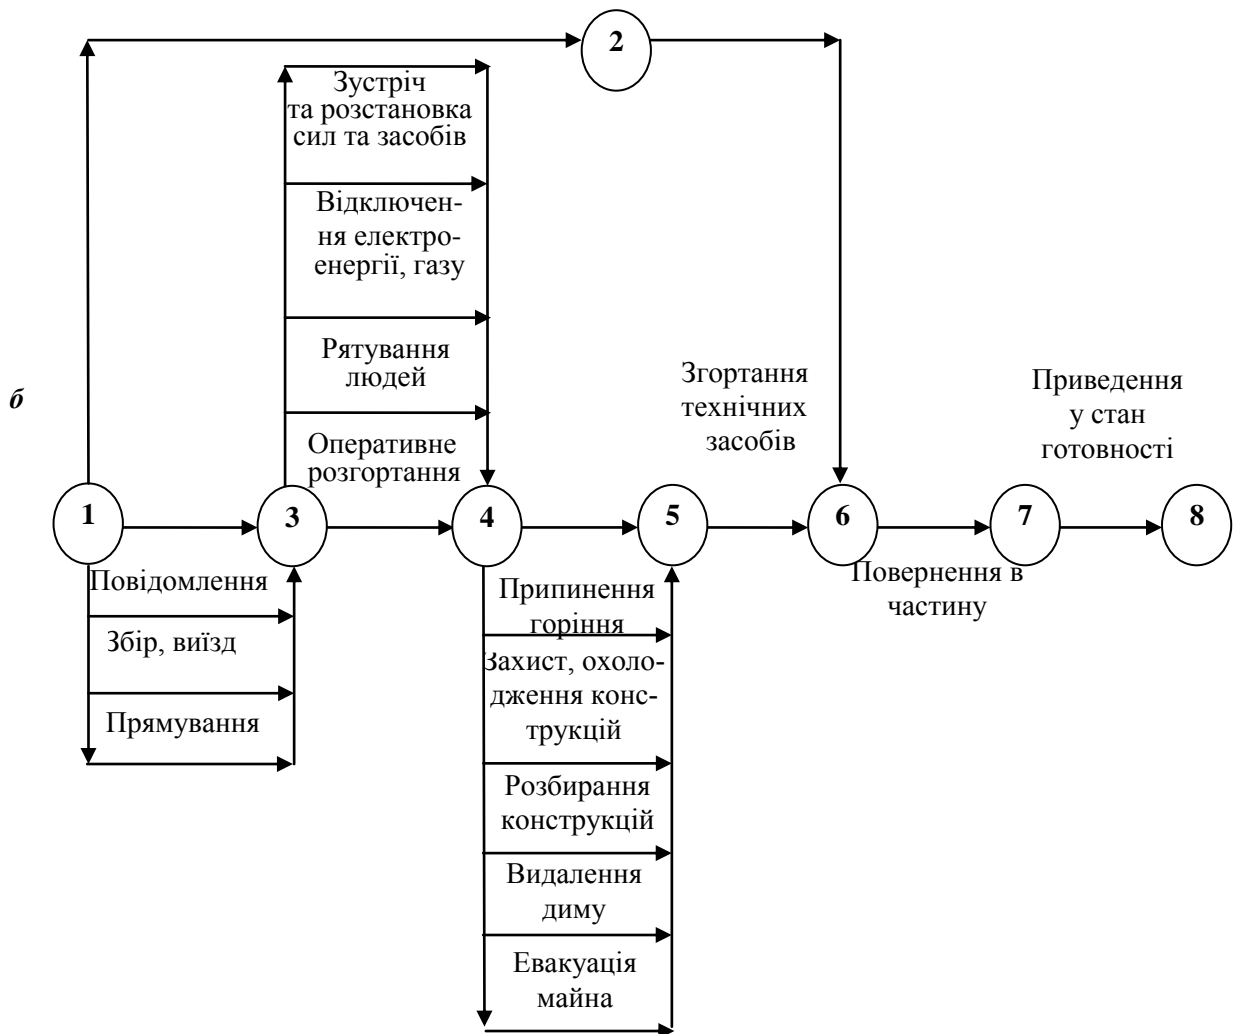 2
Зустріч
та розстановка
сил та засобів
Відключен-
ня електро-
енергії, газу
Рятування
людей
Оперативне
розгортання
б
Згортання
технічних
засобів
Приведення
у стан
готовності
1
3
4
5
6
7
8
Повідомлення
Збір, виїзд
Прямування
Припинення
горіння
Захист, охоло-
дження конс-
трукцій
Розбирання
конструкцій
Видалення
диму
Евакуація
майна
Повернення в
частину